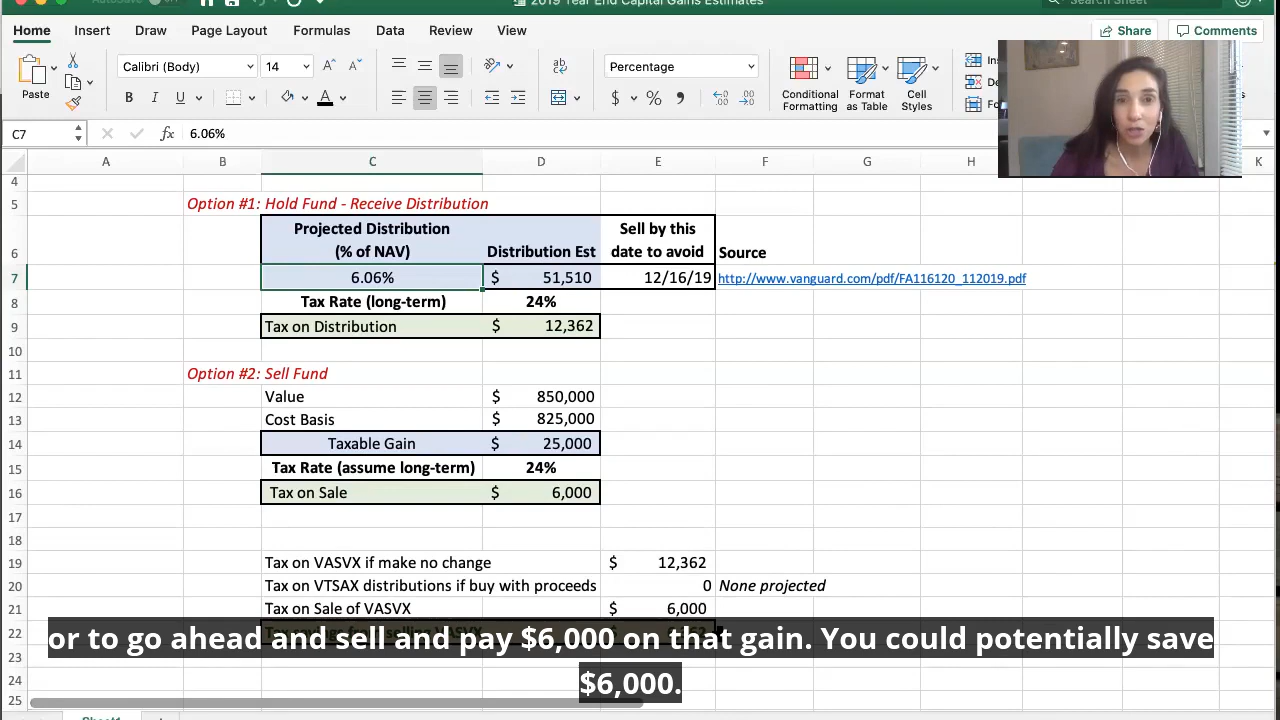 AutoSave
2019 Year End Capital Gains Estimates
Search Sheet
Home Insert Draw Page Layout Formulas Data Review View
Share Comments
Paste
Calibri (Body) 14
B I U A
ab
Percentage
$ % ,
Conditional Formatting
Format as Table
Cell Styles
C7 fx 6.06%
A B C D E F G H K
4
5 Option #1: Hold Fund - Receive Distribution
6 Projected Distribution (% of NAV) Distribution Est Sell by this date to avoid Source
7 6.06% $ 51,510 12/16/19 http://www.vanguard.com/pdf/FA116120_112019.pdf
8 Tax Rate (long-term) 24%
9 Tax on Distribution $ 12,362
10
11 Option #2: Sell Fund
12 Value $ 850,000
13 Cost Basis $ 825,000
14 Taxable Gain $ 25,000
15 Tax Rate (assume long-term) 24%
16 Tax on Sale $ 6,000
17
18
19 Tax on VASVX if make no change $ 12,362
20 Tax on VTSAX distributions if buy with proceeds 0 None projected
21 Tax on Sale of VASVX $ 6,000
22
or to go ahead and sell and pay $6,000 on that gain. You could potentially save
$6,000.
23
24
25
Sheet1